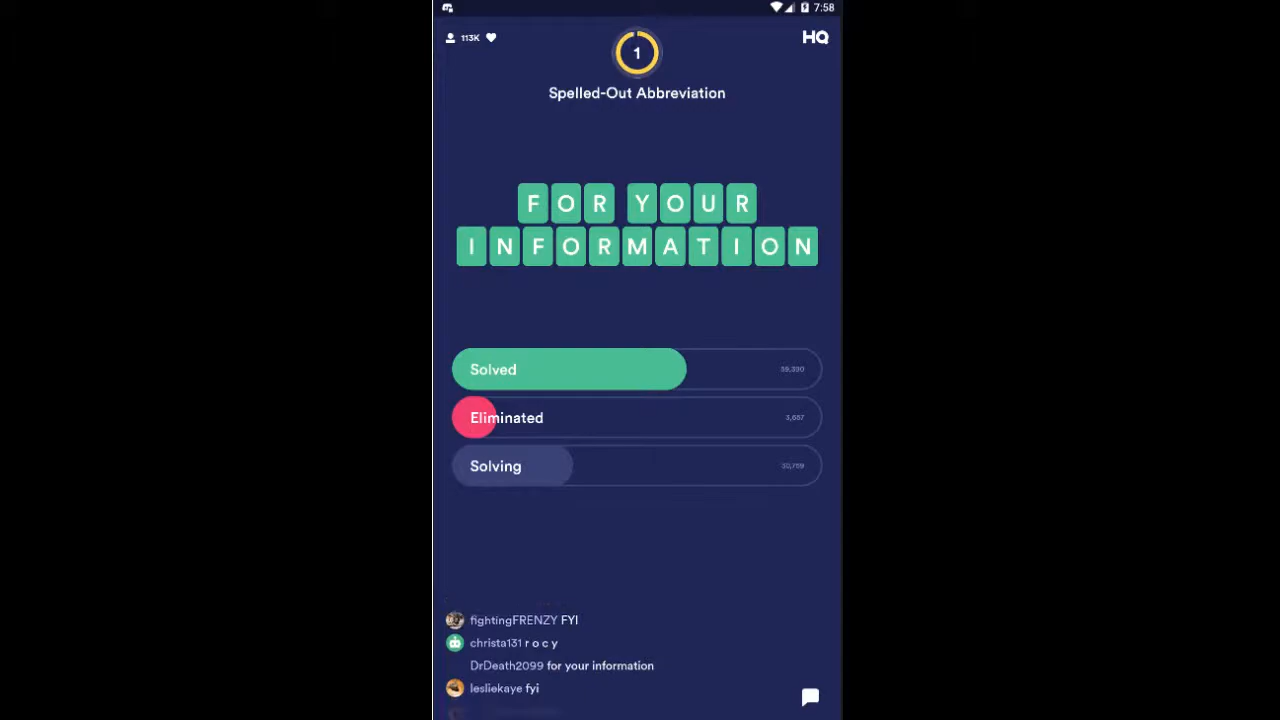 7:58
113K
HQ
1
Spelled-Out Abbreviation
FOR YOUR
INFORMATION
Solved
Eliminated
Solving
fightingFRENZY FYI
christa131 r o c y
DrDeath2099 for your information
lesliekaye fyi